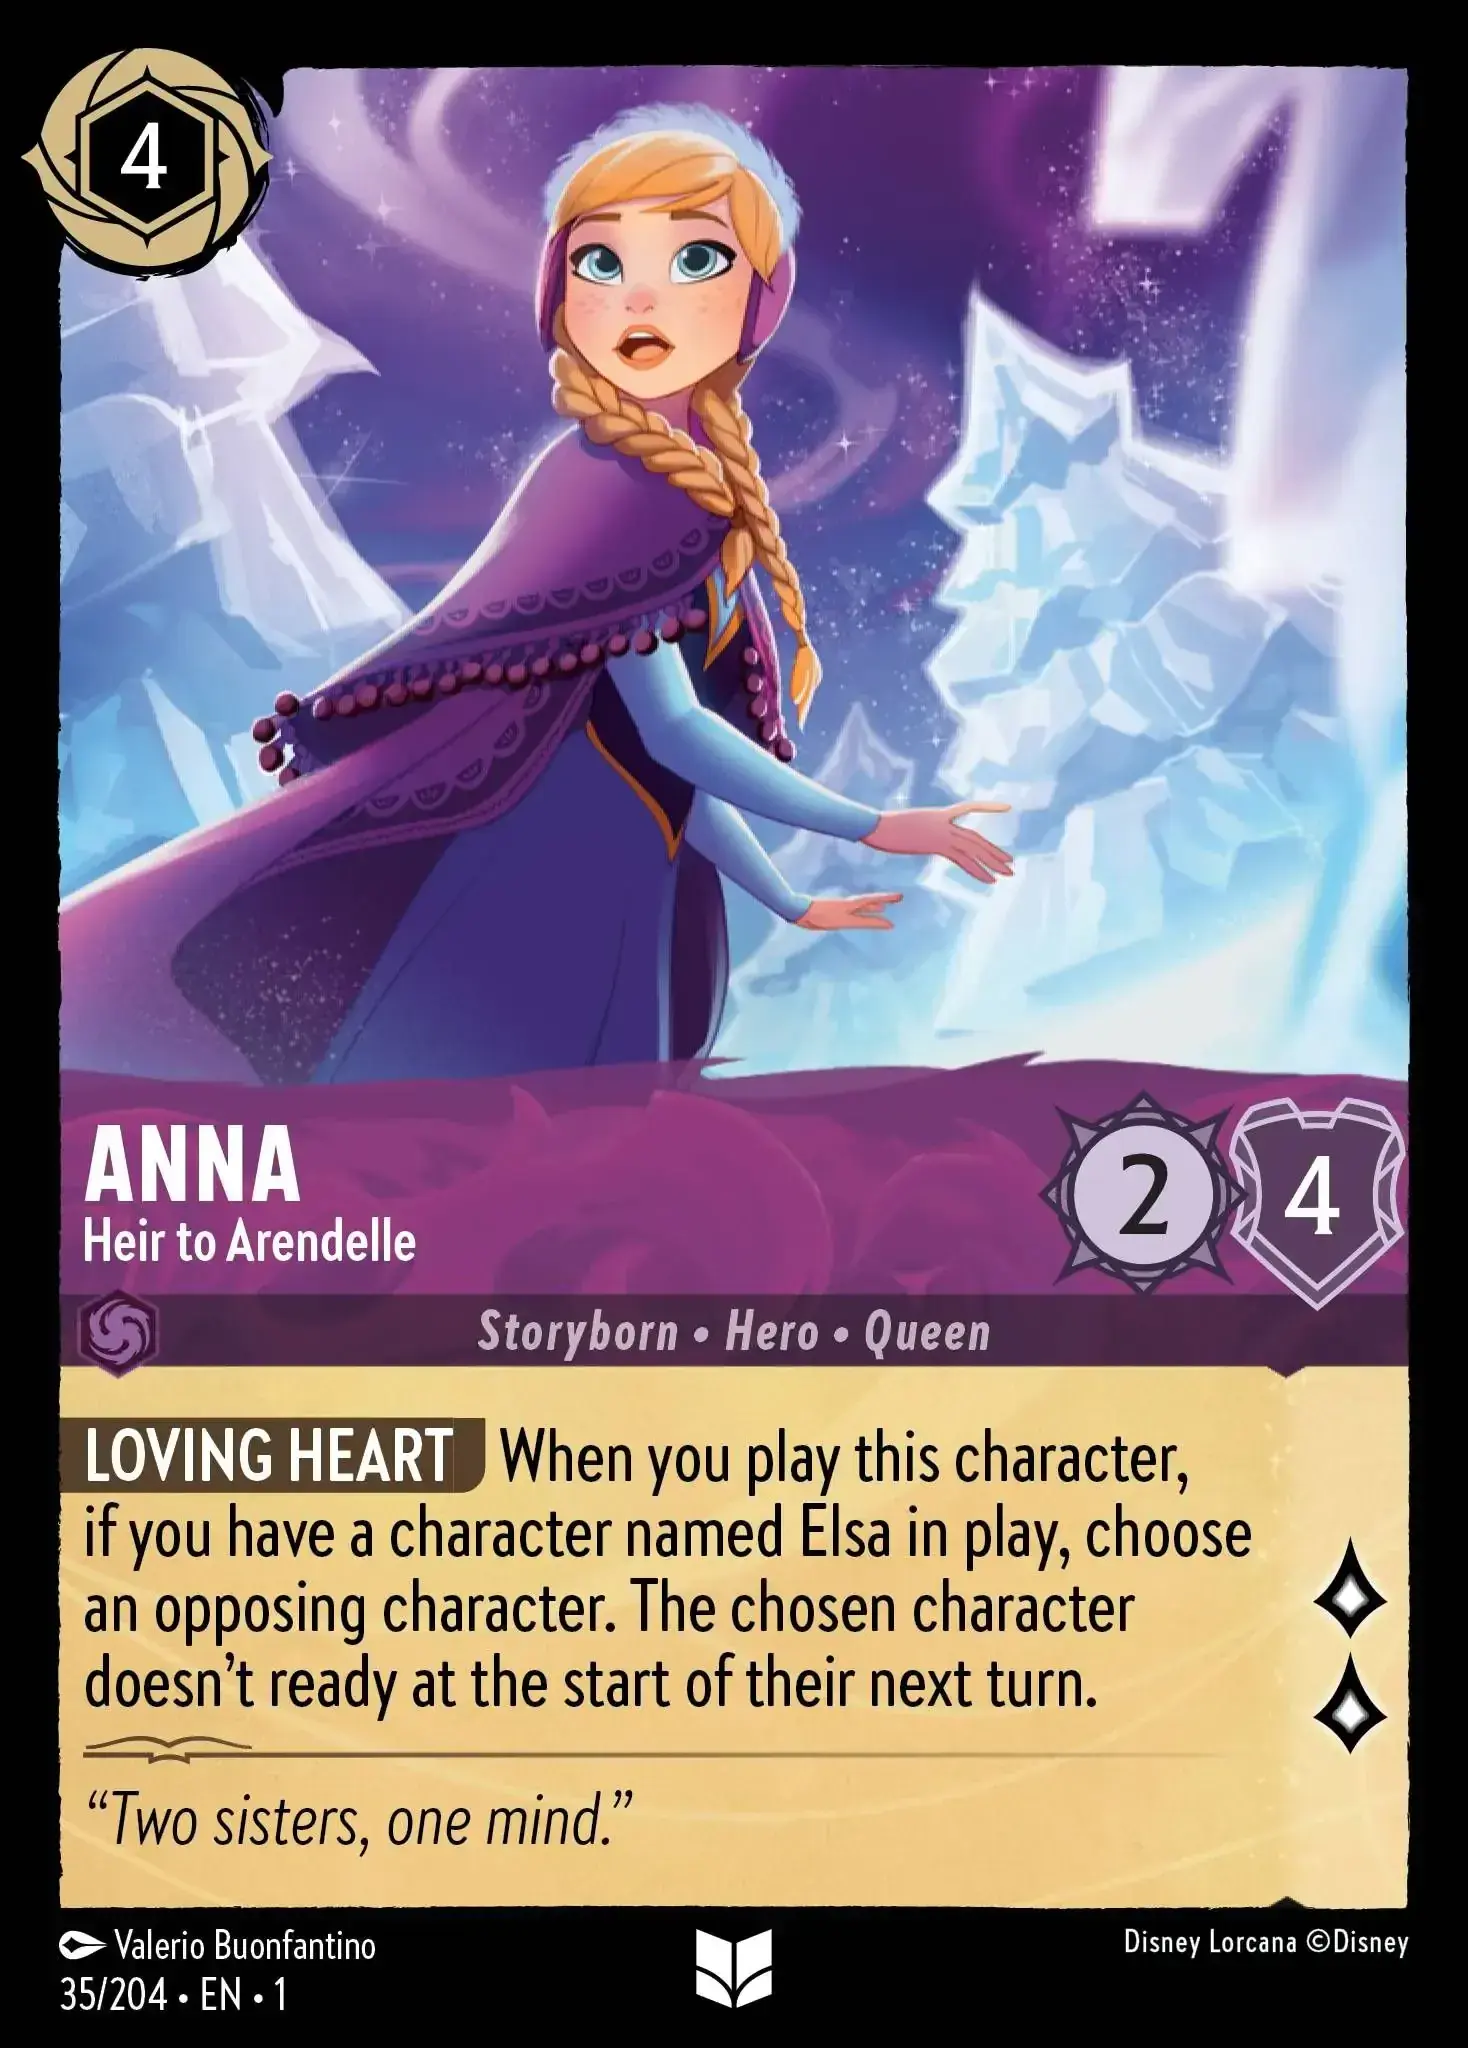 4
ANNA
Heir to Arendelle
2
4
Storyborn • Hero • Queen
LOVING HEART When you play this character,
if you have a character named Elsa in play, choose
an opposing character. The chosen character
doesn’t ready at the start of their next turn.
“Two sisters, one mind.”
Valerio Buonfantino
Disney Lorcana ©Disney
35/204 • EN • 1